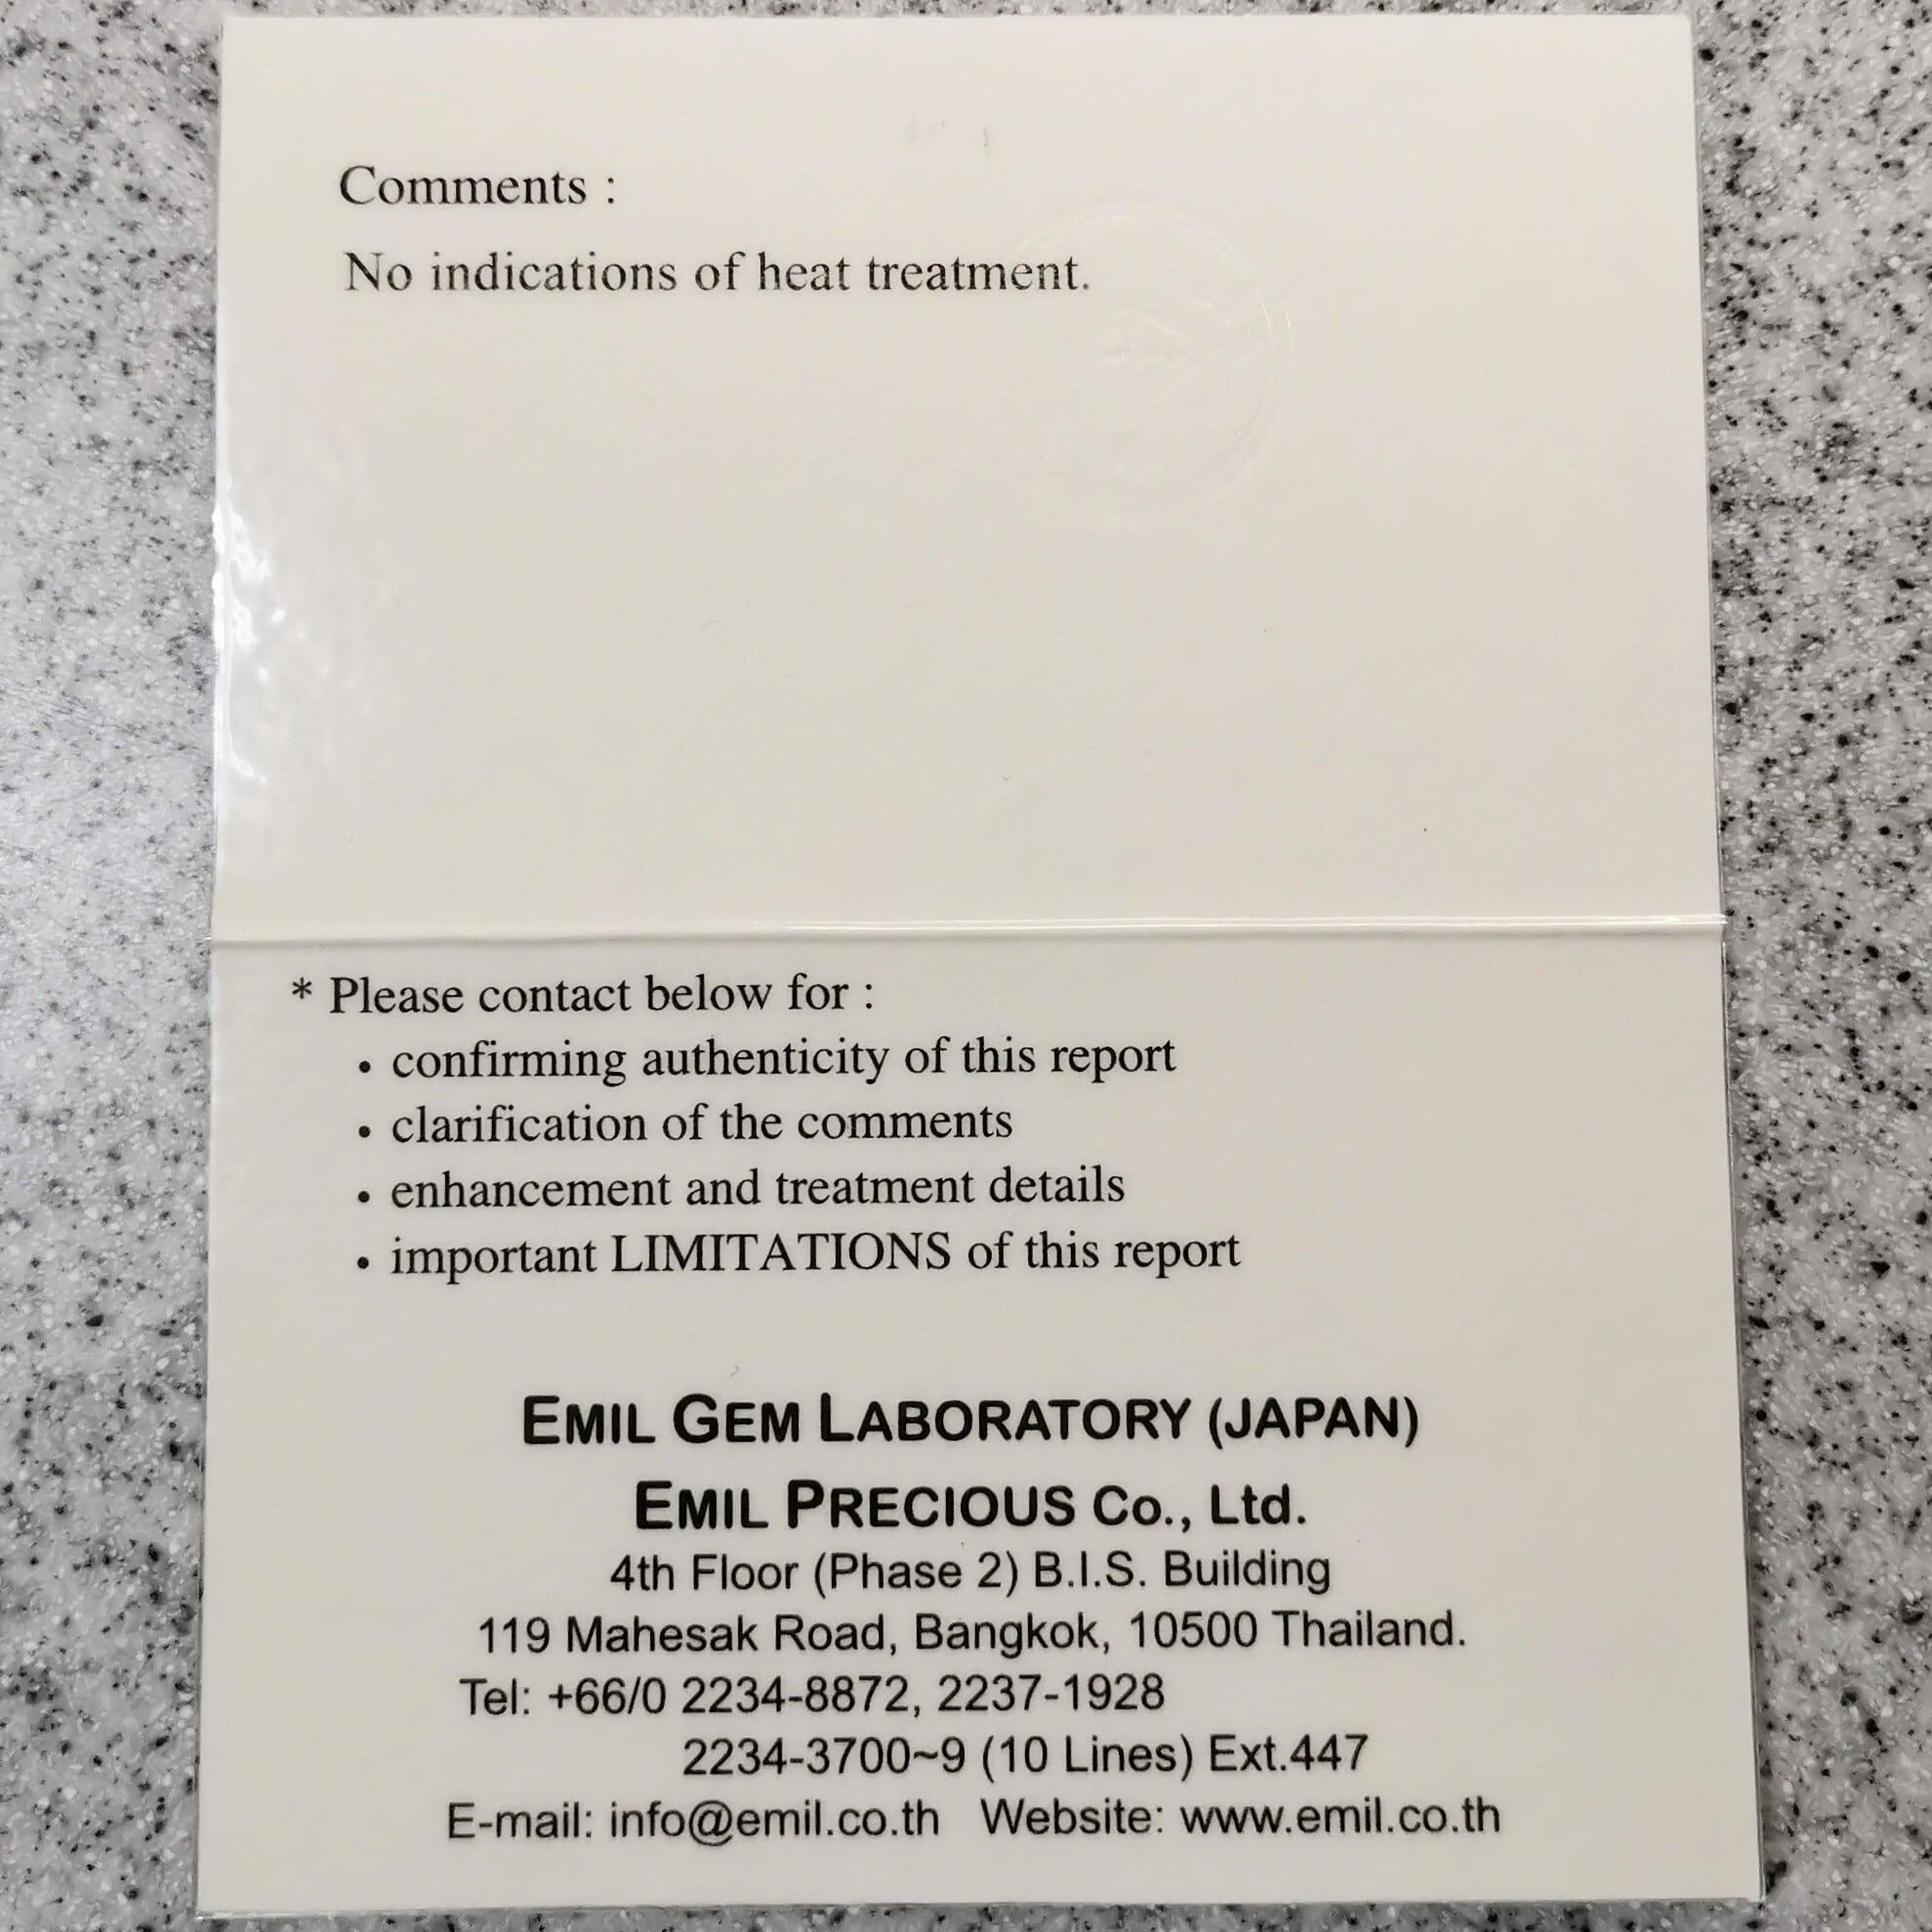 Comments :
No indications of heat treatment.
* Please contact below for :
• confirming authenticity of this report
• clarification of the comments
• enhancement and treatment details
• important LIMITATIONS of this report
EMIL GEM LABORATORY (JAPAN)
EMIL PRECIOUS Co., Ltd.
4th Floor (Phase 2) B.I.S. Building
119 Mahesak Road, Bangkok, 10500 Thailand.
Tel: +66/0 2234-8872, 2237-1928
2234-3700~9 (10 Lines) Ext.447
E-mail: info@emil.co.th Website: www.emil.co.th